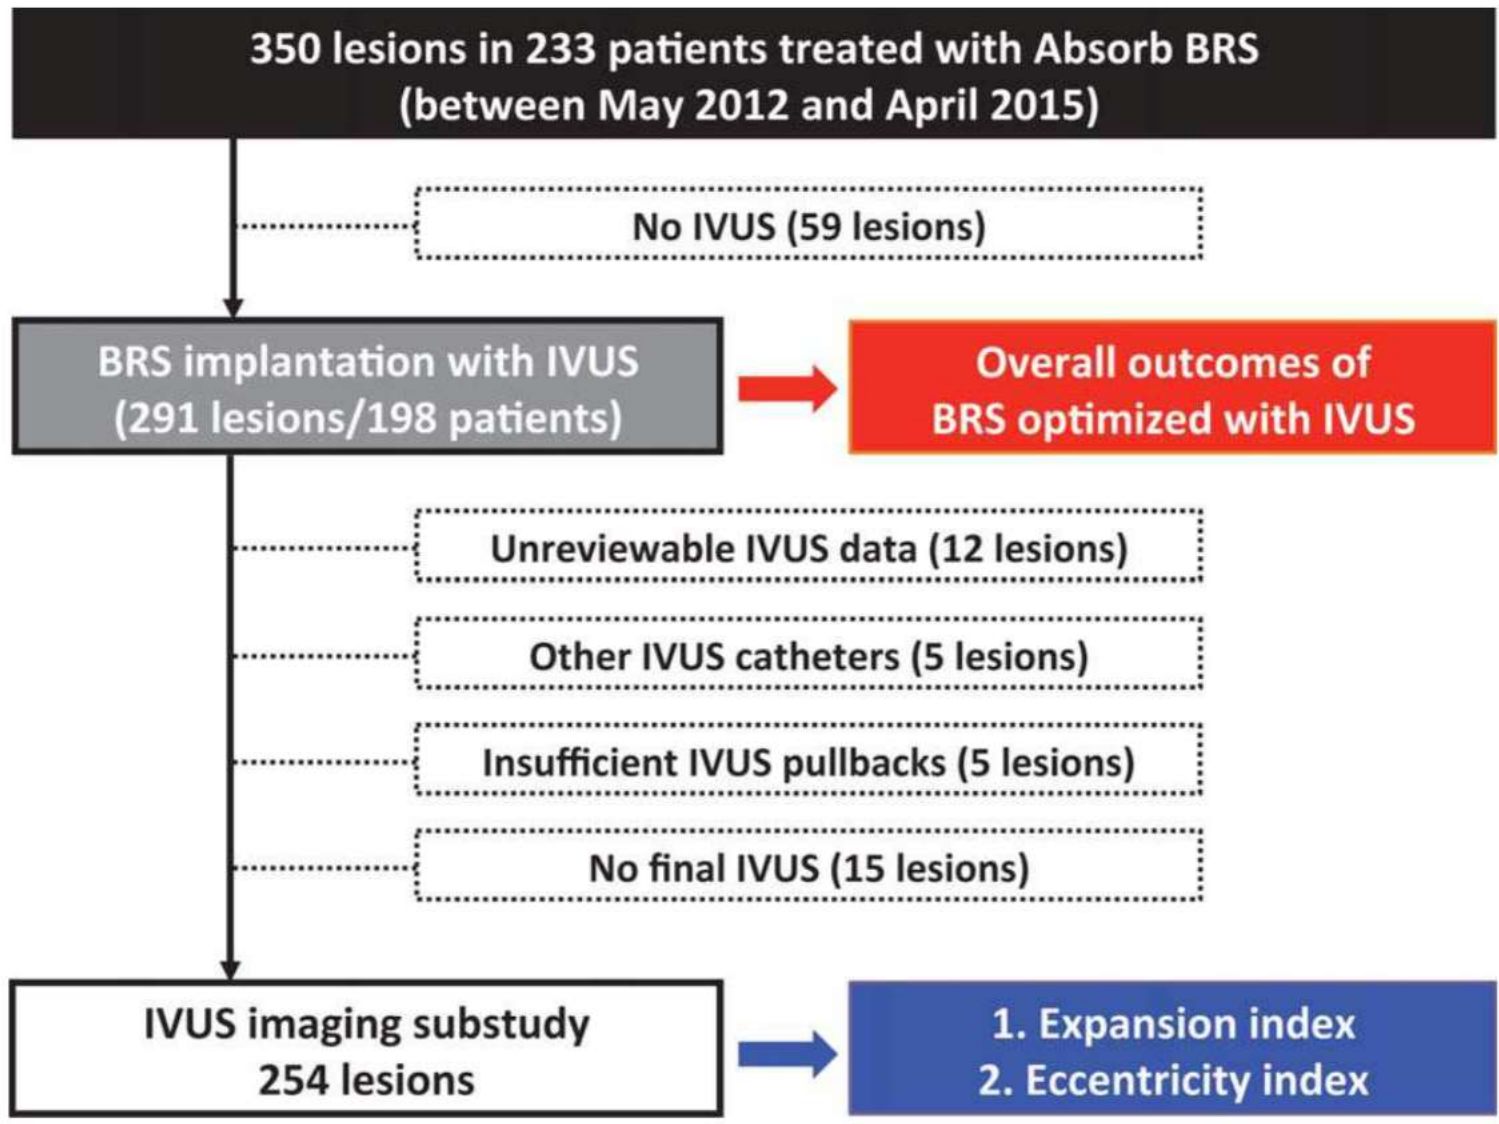 350 lesions in 233 patients treated with Absorb BRS
(between May 2012 and April 2015)
No IVUS (59 lesions)
BRS implantation with IVUS
(291 lesions/198 patients)
Overall outcomes of
BRS optimized with IVUS
Unreviewable IVUS data (12 lesions)
Other IVUS catheters (5 lesions)
Insufficient IVUS pullbacks (5 lesions)
No final IVUS (15 lesions)
IVUS imaging substudy
254 lesions
1. Expansion index
2. Eccentricity index